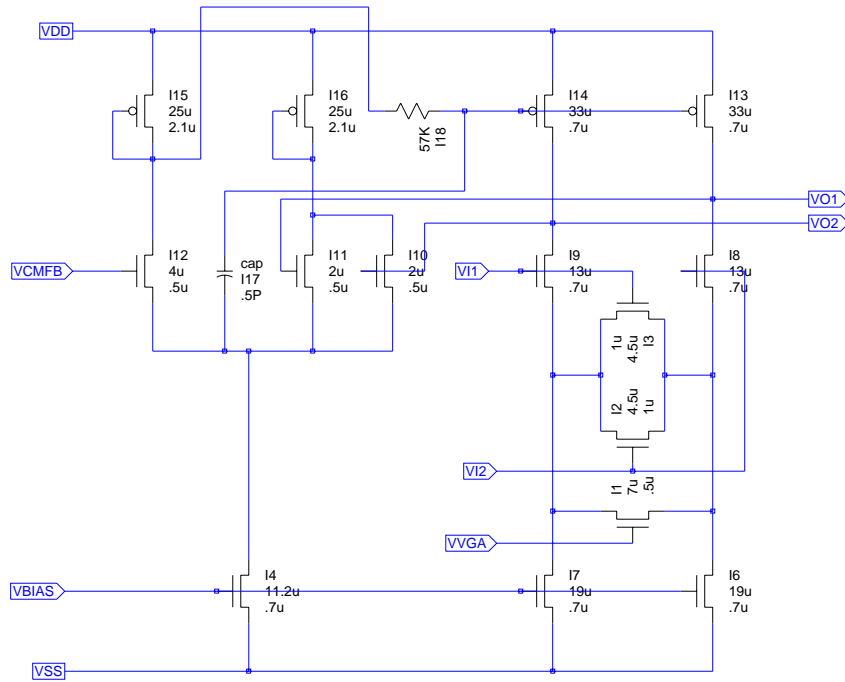 VDD
I15
25u
2.1u
I16
25u
2.1u
57K
I18
I14
33u
.7u
I13
33u
.7u
VO1
VO2
VCMFB
I12
4u
.5u
cap
I17
.5P
I11
2u
.5u
I10
2u
.5u
VI1
I9
13u
.7u
I8
13u
.7u
1u
4.5u
I3
I2
4.5u
1u
VI2
I1
7u
.5u
VVGA
VBIAS
I4
11.2u
.7u
I7
19u
.7u
I6
19u
.7u
VSS